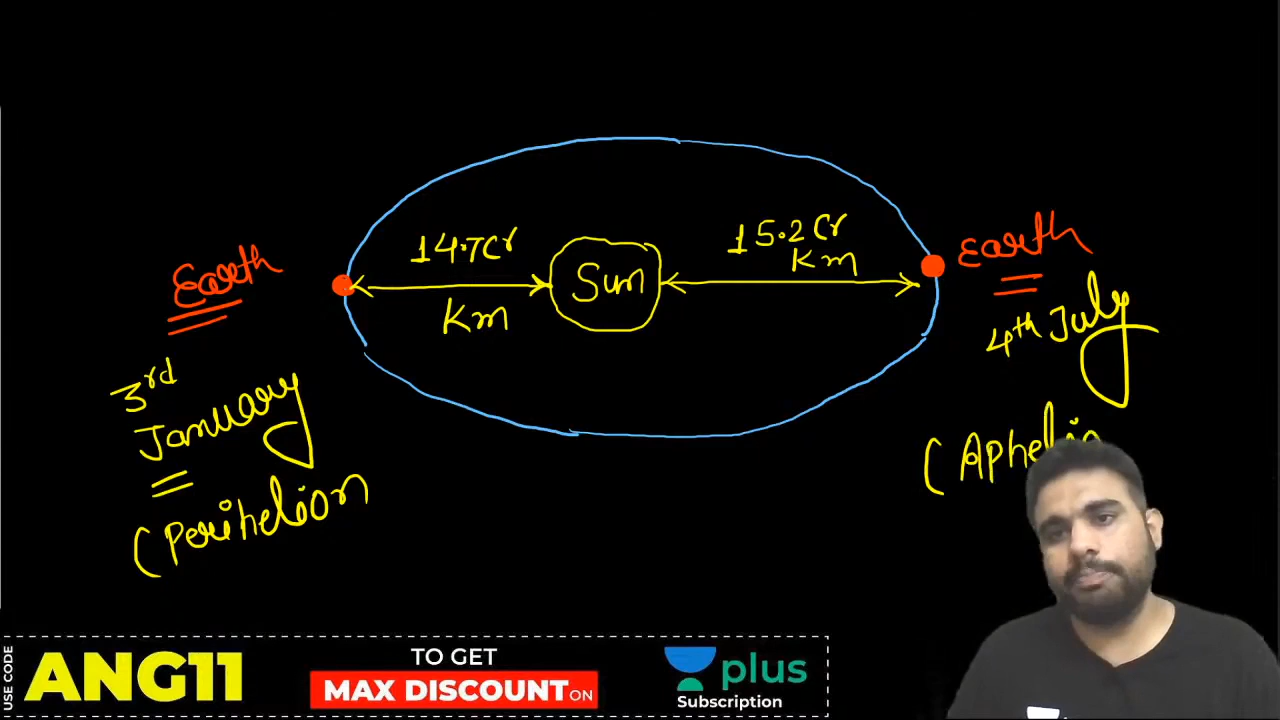 14.7Cr
Km
Sun
15.2Cr
Km
Earth
3rd
January
(Perihelion
Earth
4th July
(Aphelio
USE CODE
ANG11
TO GET
MAX DISCOUNT ON
plus
Subscription